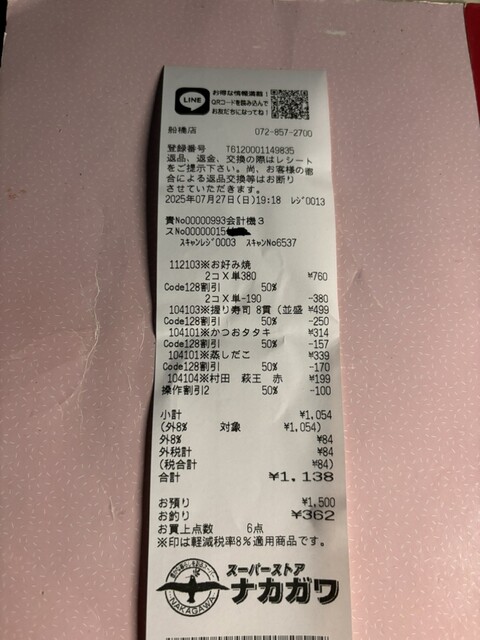 LINE
お得な情報満載!
QRコードを読み込んで
お友だちになってね!
船橋店 072-857-2700
登録番号 T6120001149835
返品、返金、交換の際はレシート
をご提示下さい。尚、お客様の都
合による返品交換等はお断り
させていただきます。
2025年07月27日(日)19:18 レジ0013
責No00000993会計機3
スNo00000015
スキャンレジ0003 スキャンNo6537
112103※お好み焼
2コX単380 ¥760
Code128割引 50%
2コX単-190 -380
104103※握り寿司 8貫(並盛 ¥499
Code128割引 50% -250
104101※かつおタタキ ¥314
Code128割引 50% -157
104101※蒸しだこ ¥339
Code128割引 50% -170
104104※村田 萩王 赤 ¥199
操作割引2 50% -100
小計 ¥1,054
(外8% 対象 ¥1,054)
外8% ¥84
外税計 ¥84
(税合計 ¥84)
合計 ¥1,138
お預り ¥1,500
お釣り ¥362
お買上点数 6点
※印は軽減税率8%適用商品です。
NAKAGAWA
スーパーストア
ナカガワ